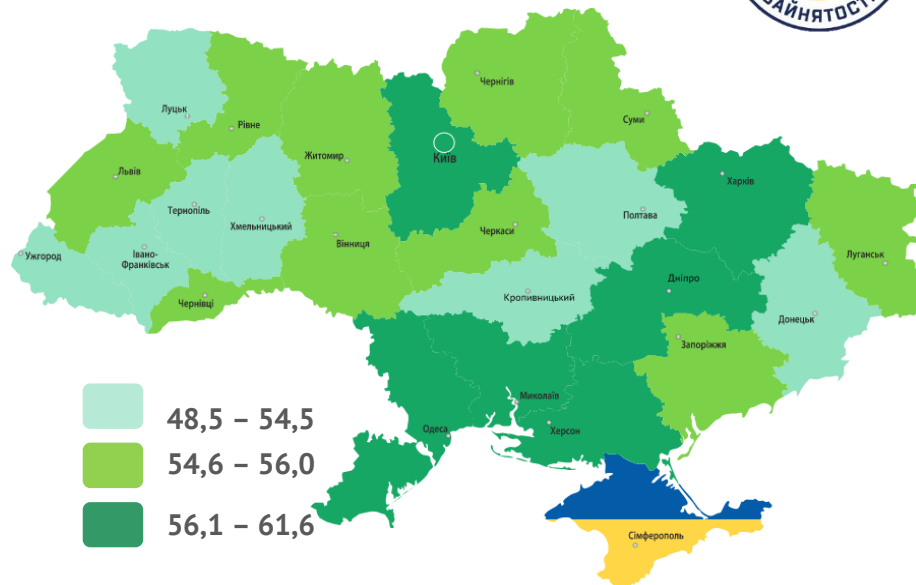 ЗАЙНЯТОСТІ
Чернігів
Луцьк
Рівне
Суми
Житомир
Київ
Львів
Харків
Тернопіль
Хмельницький
Полтава
Черкаси
Вінниця
Ужгород
Івано-
Франківськ
Луганськ
Чернівці
Кропивницький
Дніпро
Донецьк
Запоріжжя
Миколаїв
Одеса
Херсон
48,5 – 54,5
54,6 – 56,0
56,1 – 61,6
Сімферополь